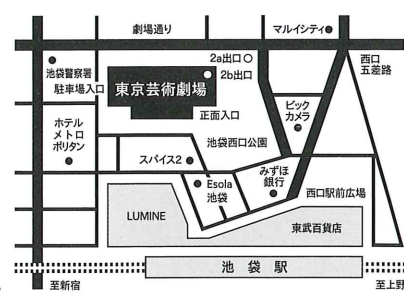 劇場通り
マルイシティ
2a出口
2b出口
西口
五差路
池袋警察署
駐車場入口
東京芸術劇場
正面入口
池袋西口公園
ビック
カメラ
ホテル
メトロ
ポリタン
スパイス2
Esola
池袋
みずほ
銀行
西口駅前広場
LUMINE
東武百貨店
池袋駅
至新宿
至上野